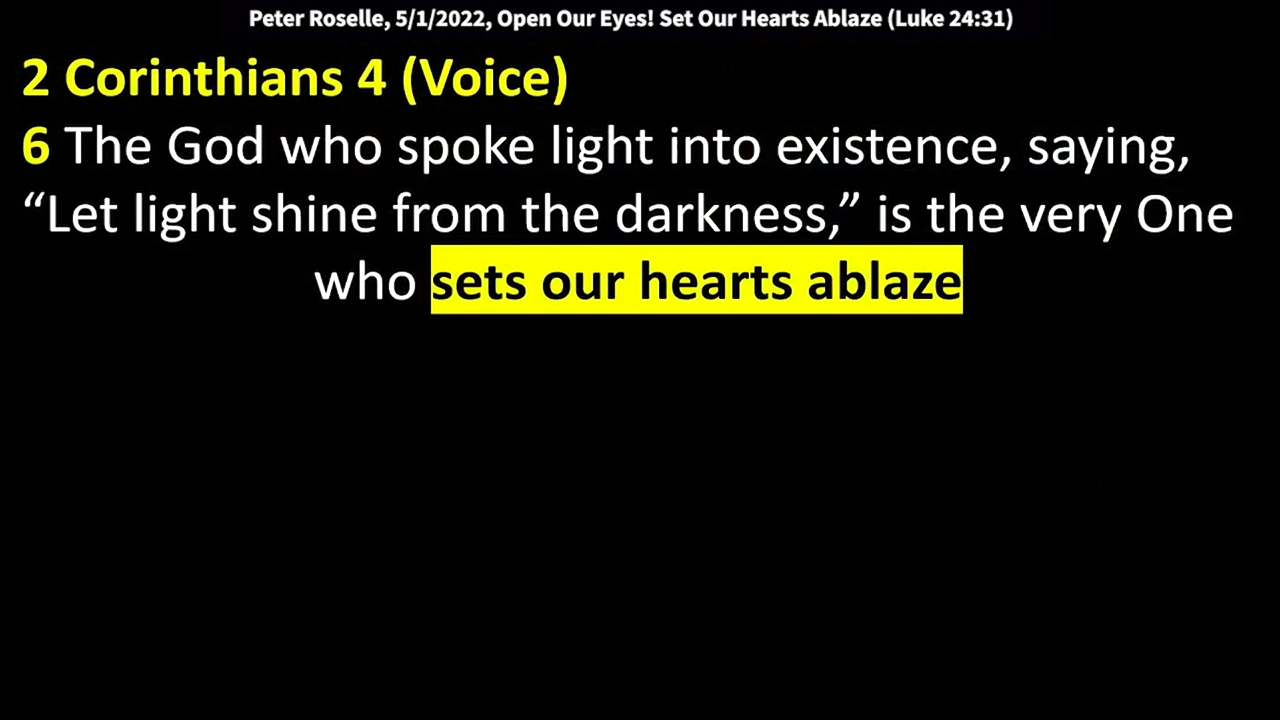 Peter Roselle, 5/1/2022, Open Our Eyes! Set Our Hearts Ablaze (Luke 24:31)
2 Corinthians 4 (Voice)
6 The God who spoke light into existence, saying,
“Let light shine from the darkness,” is the very One
who sets our hearts ablaze